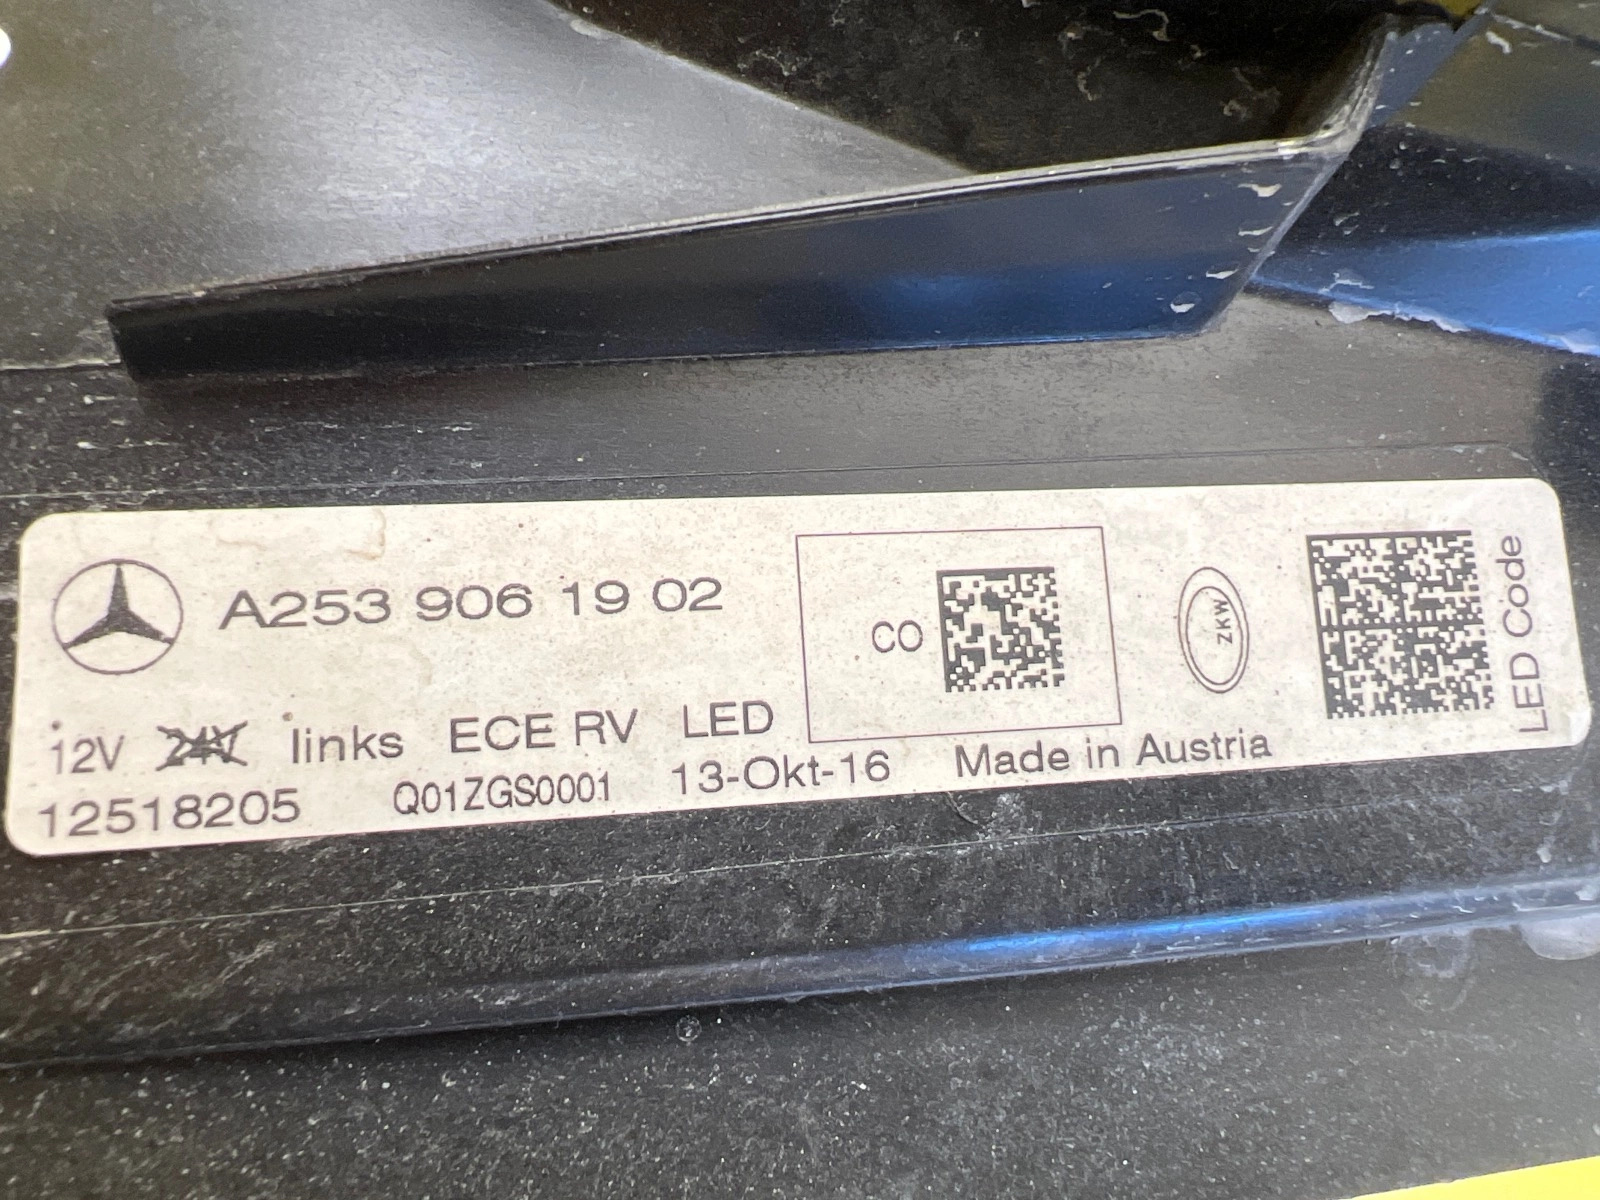 A253 906 19 02
CO
ZKW
LED Code
12V 24V links ECE RV LED
12518205 Q01ZGS0001 13-Okt-16 Made in Austria